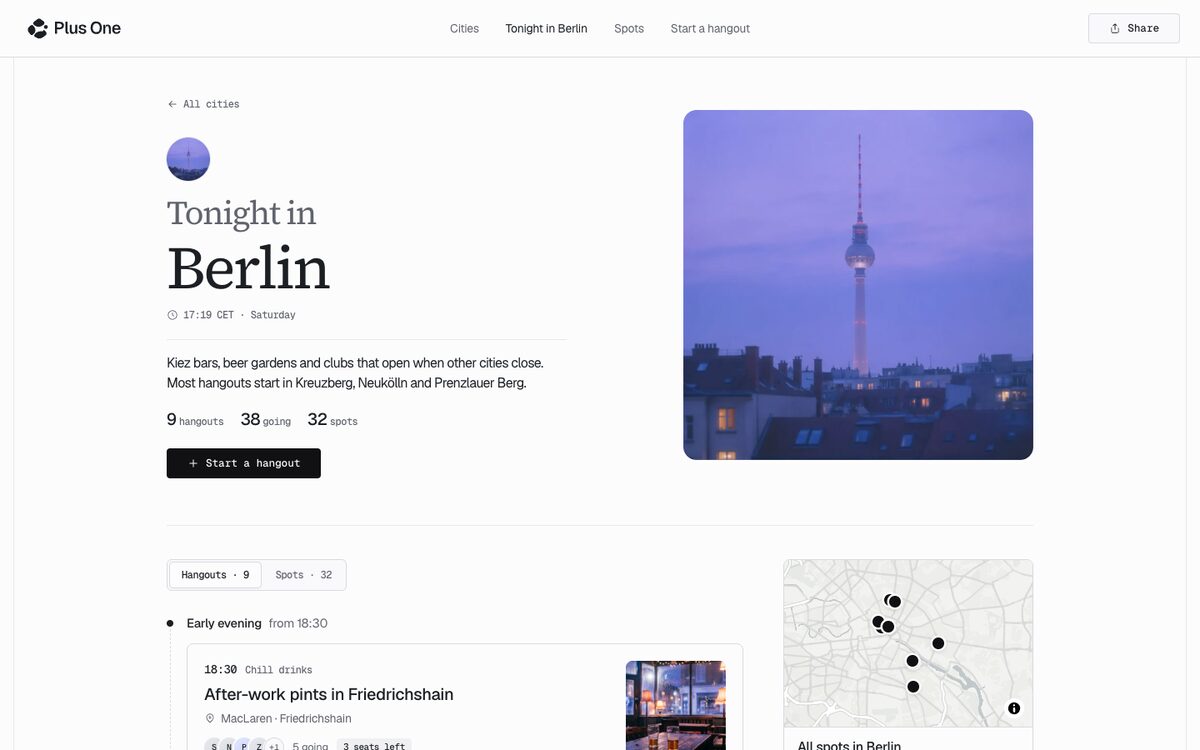 Plus One
Cities
Tonight in Berlin
Spots
Start a hangout
Share
← All cities
Tonight in
Berlin
17:19 CET · Saturday
Kiez bars, beer gardens and clubs that open when other cities close.
Most hangouts start in Kreuzberg, Neukölln and Prenzlauer Berg.
9 hangouts 38 going 32 spots
+ Start a hangout
Hangouts · 9
Spots · 32
Early evening from 18:30
18:30 Chill drinks
After-work pints in Friedrichshain
MacLaren · Friedrichshain
S N P Z +1 5 going 3 seats left
All spots in Berlin